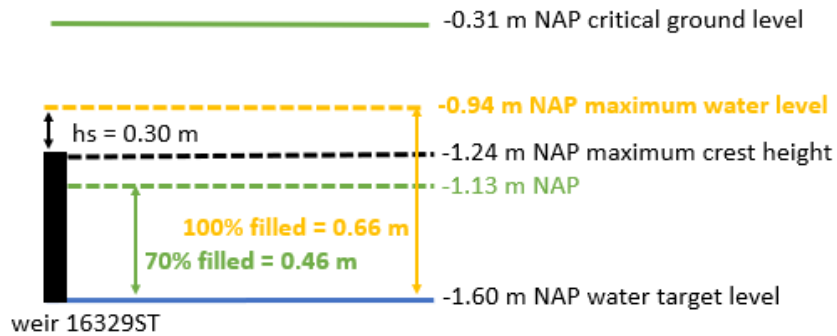 -0.31 m NAP critical ground level
-0.94 m NAP maximum water level
hs = 0.30 m
-1.24 m NAP maximum crest height
-1.13 m NAP
100% filled = 0.66 m
70% filled = 0.46 m
-1.60 m NAP water target level
weir 16329ST